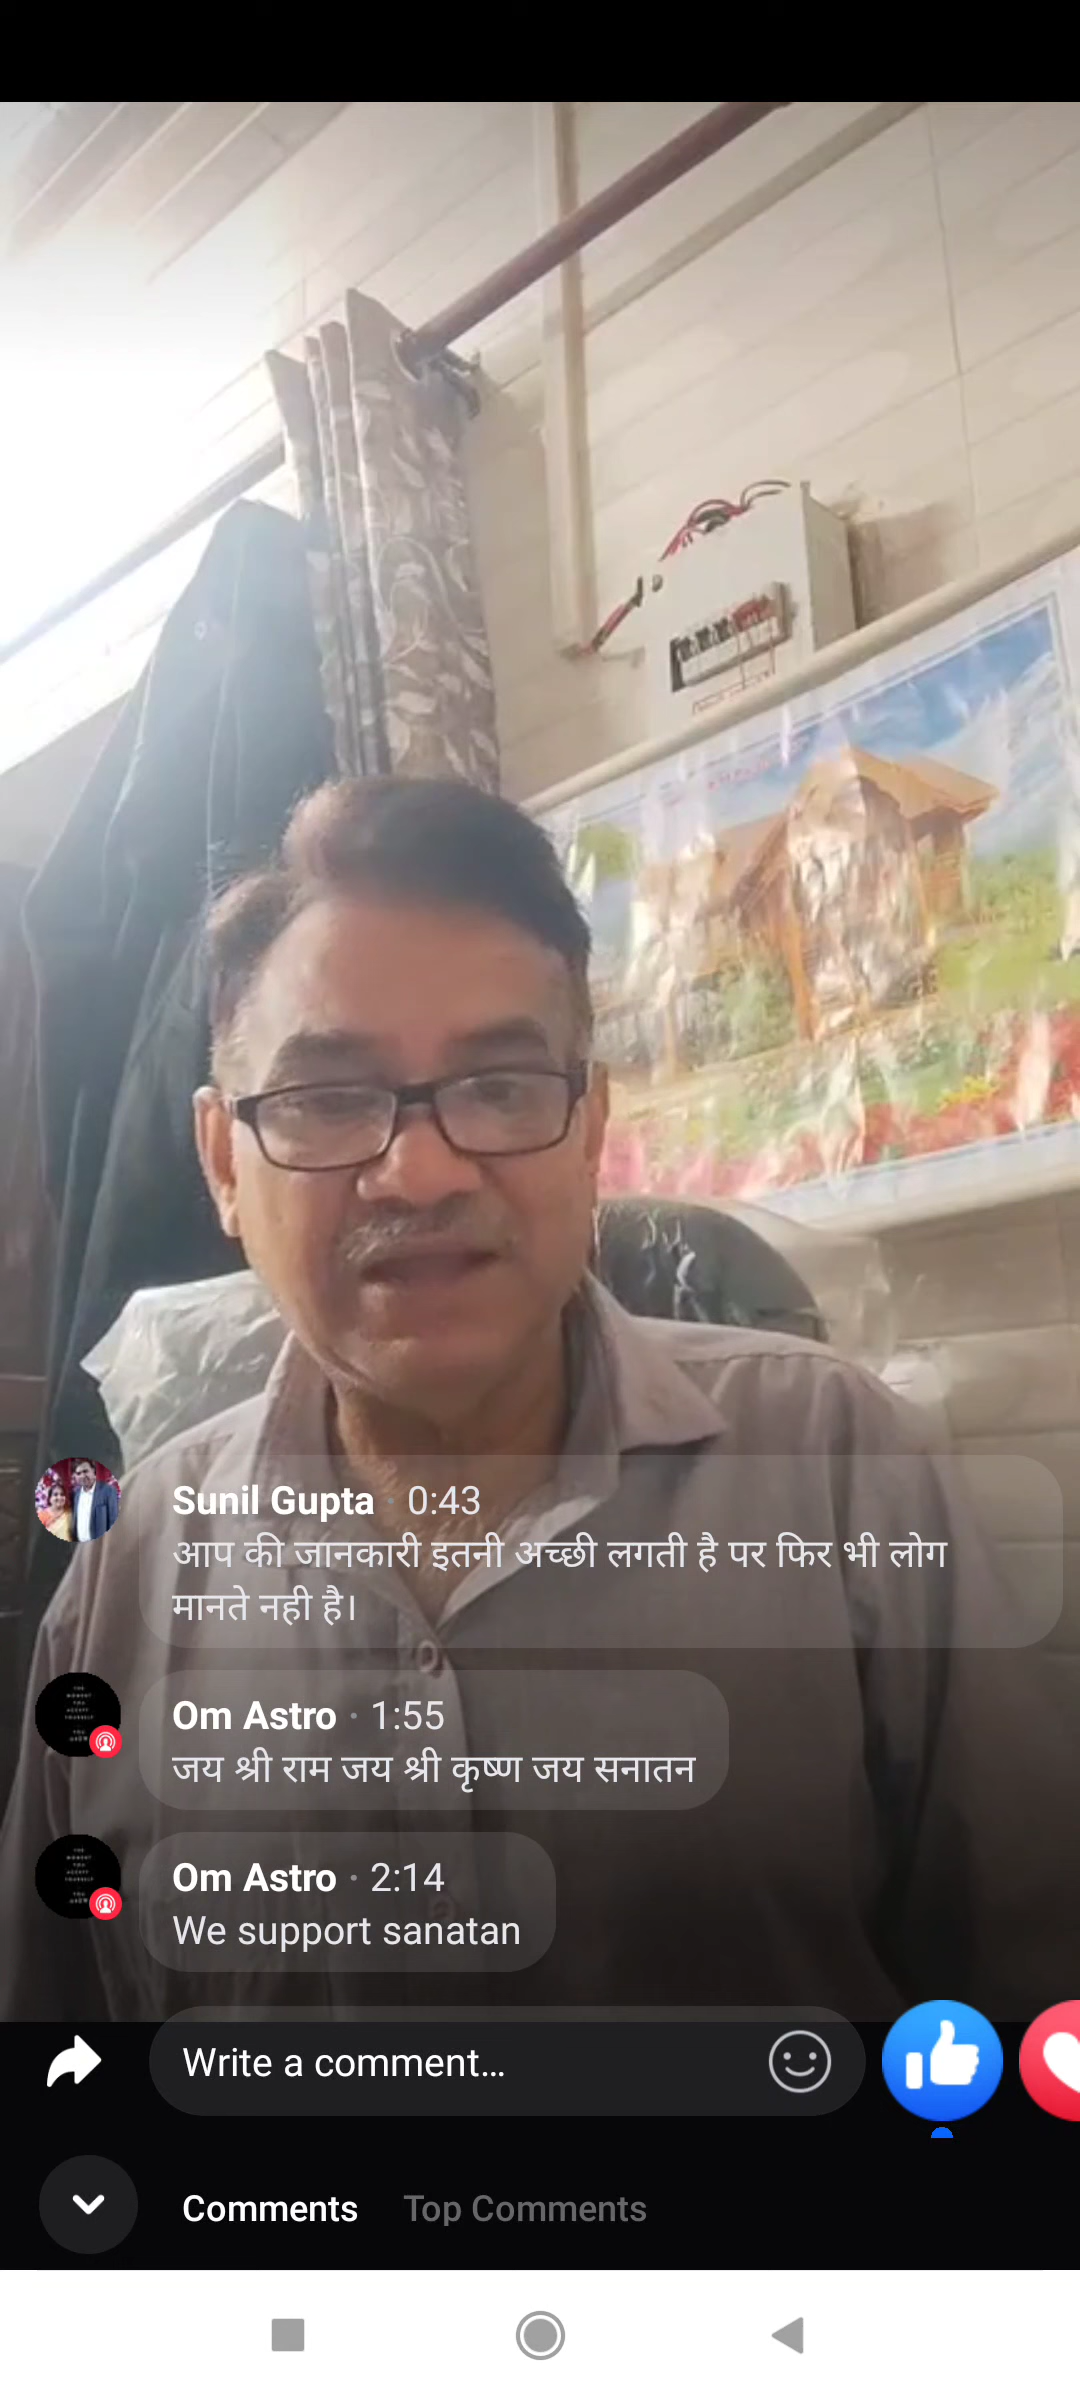 Sunil Gupta · 0:43
आप की जानकारी इतनी अच्छी लगती है पर फिर भी लोग
मानते नही है।
Om Astro · 1:55
जय श्री राम जय श्री कृष्ण जय सनातन
Om Astro · 2:14
We support sanatan
Write a comment...
Comments Top Comments